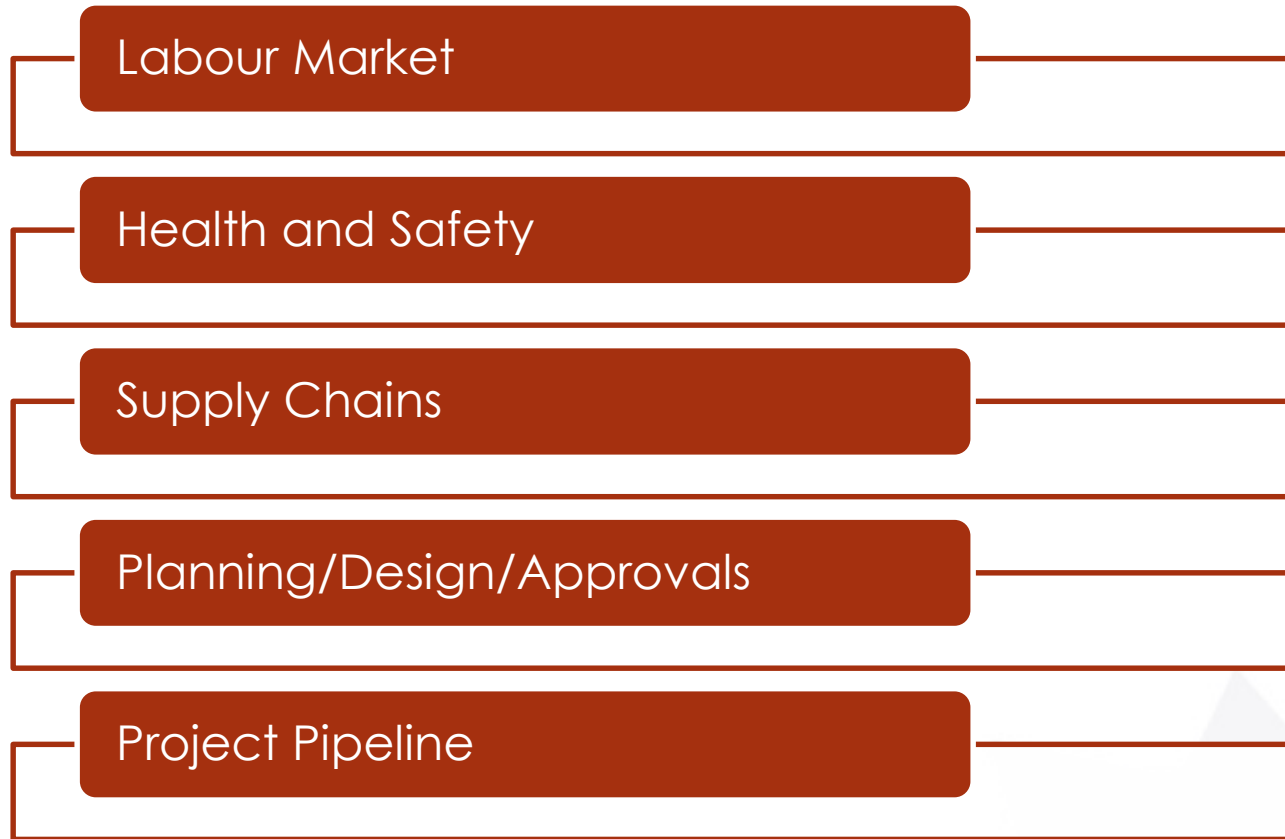 Labour Market
Health and Safety
Supply Chains
Planning/Design/Approvals
Project Pipeline